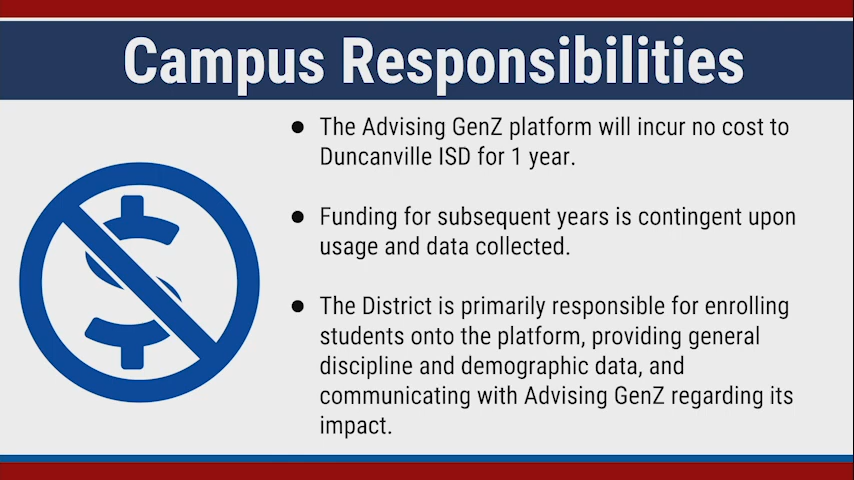 Campus Responsibilities
● The Advising GenZ platform will incur no cost to
Duncanville ISD for 1 year.
● Funding for subsequent years is contingent upon
usage and data collected.
● The District is primarily responsible for enrolling
students onto the platform, providing general
discipline and demographic data, and
communicating with Advising GenZ regarding its
impact.